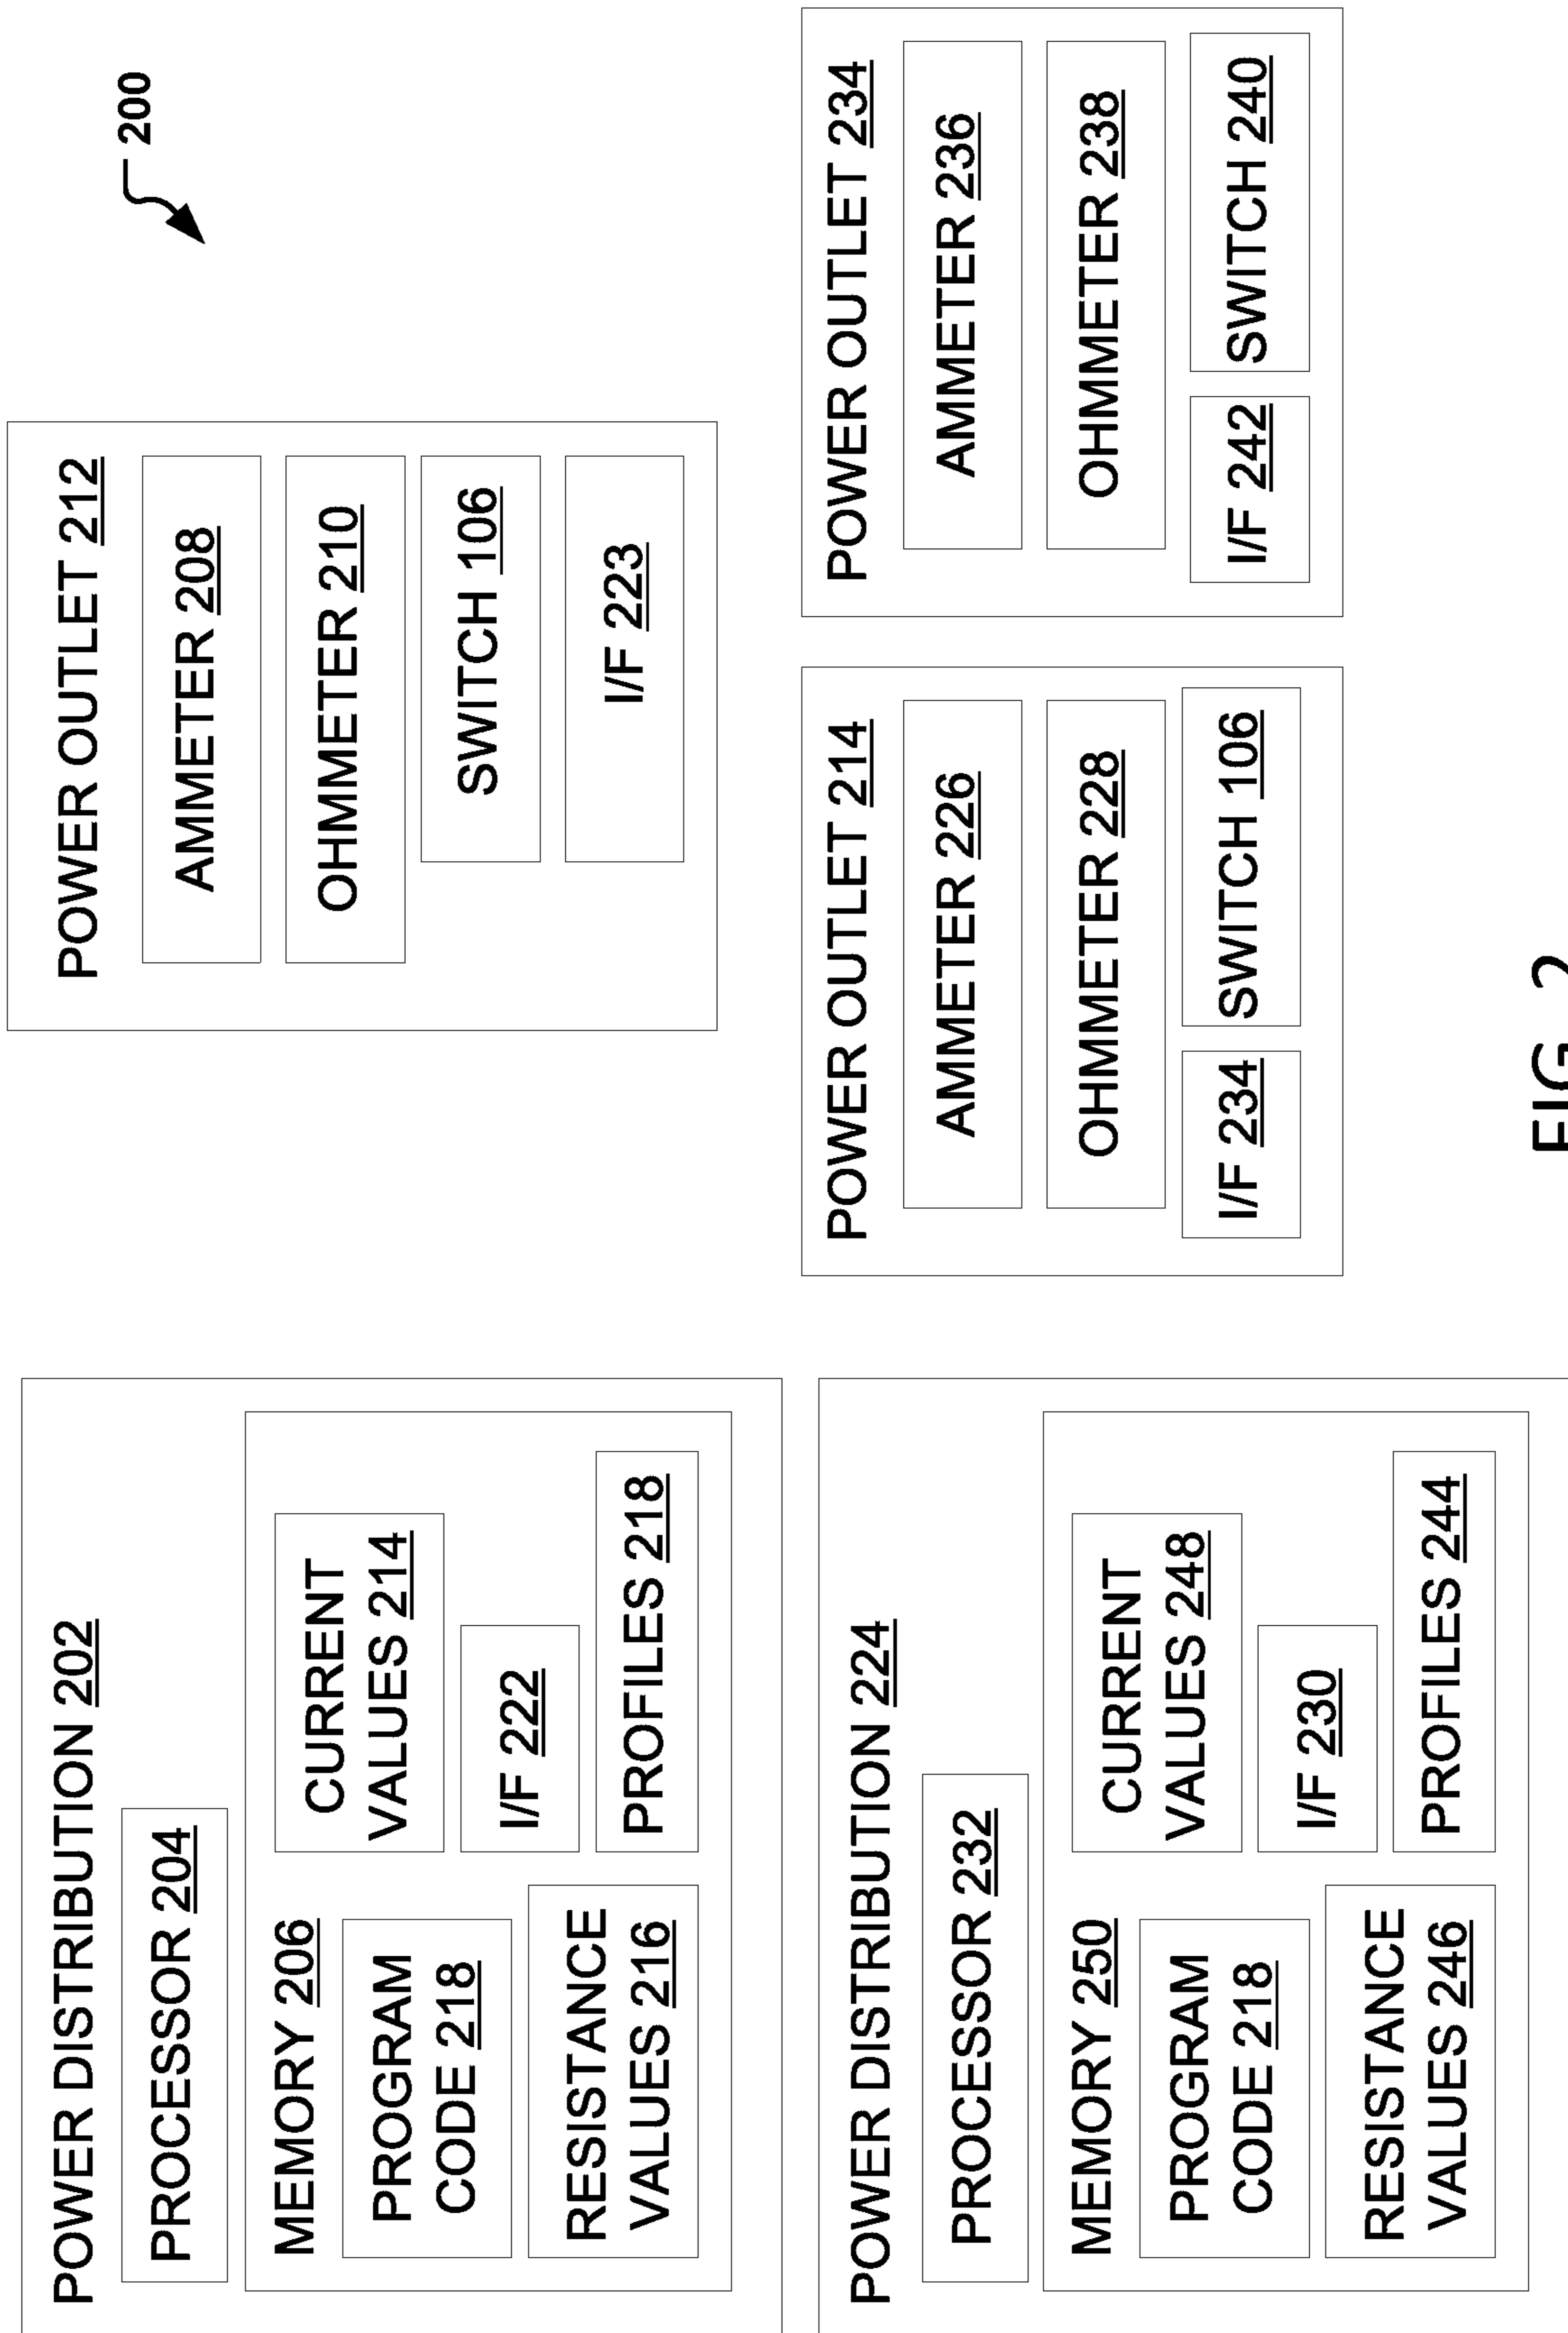 200
POWER DISTRIBUTION 202
PROCESSOR 204
MEMORY 206
PROGRAM
CODE 218
RESISTANCE
VALUES 216
CURRENT
VALUES 214
I/F 222
PROFILES 218
POWER OUTLET 212
AMMETER 208
OHMMETER 210
SWITCH 106
I/F 223
POWER DISTRIBUTION 224
PROCESSOR 232
MEMORY 250
PROGRAM
CODE 218
RESISTANCE
VALUES 246
CURRENT
VALUES 248
I/F 230
PROFILES 244
POWER OUTLET 214
AMMETER 226
OHMMETER 228
I/F 234
SWITCH 106
POWER OUTLET 234
AMMETER 236
OHMMETER 238
I/F 242
SWITCH 240
FIG. 2